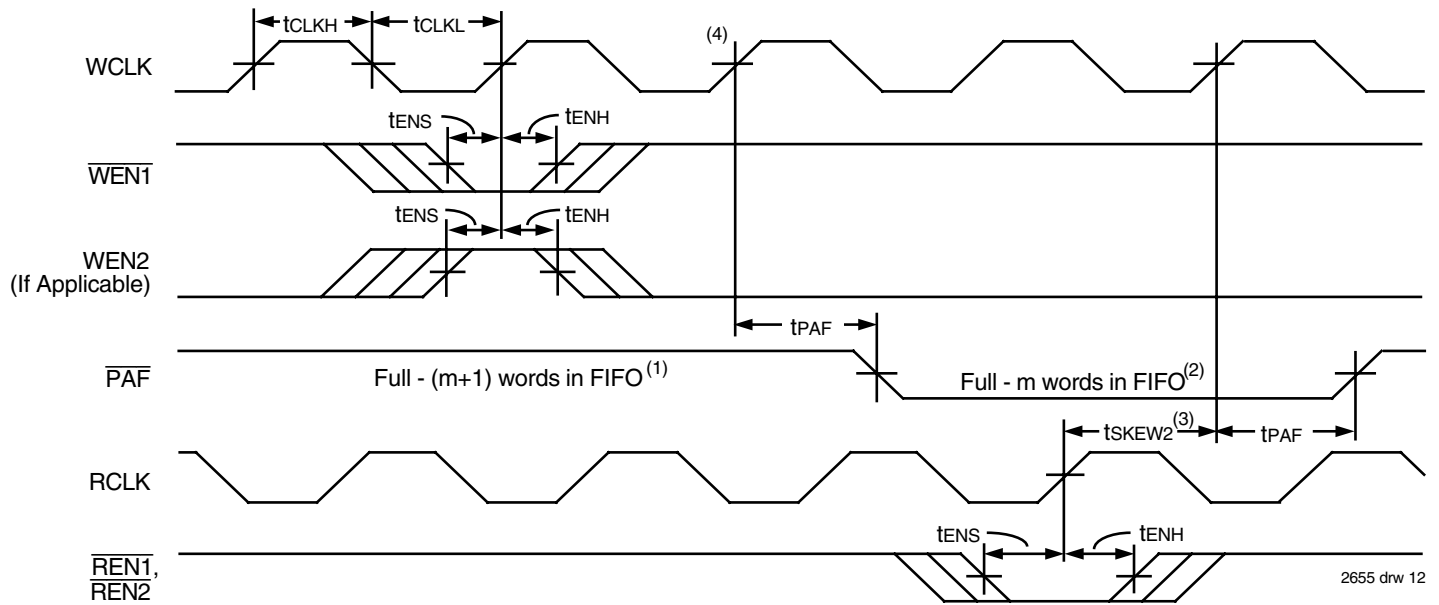 tCLKH
tCLKL
(4)
WCLK
tENS
tENH
WEN1
tENS
tENH
WEN2
(If Applicable)
tPAF
PAF
Full - (m+1) words in FIFO(1)
Full - m words in FIFO(2)
tSKEW2(3)
tPAF
RCLK
tENS
tENH
REN1,
REN2
2655 drw 12